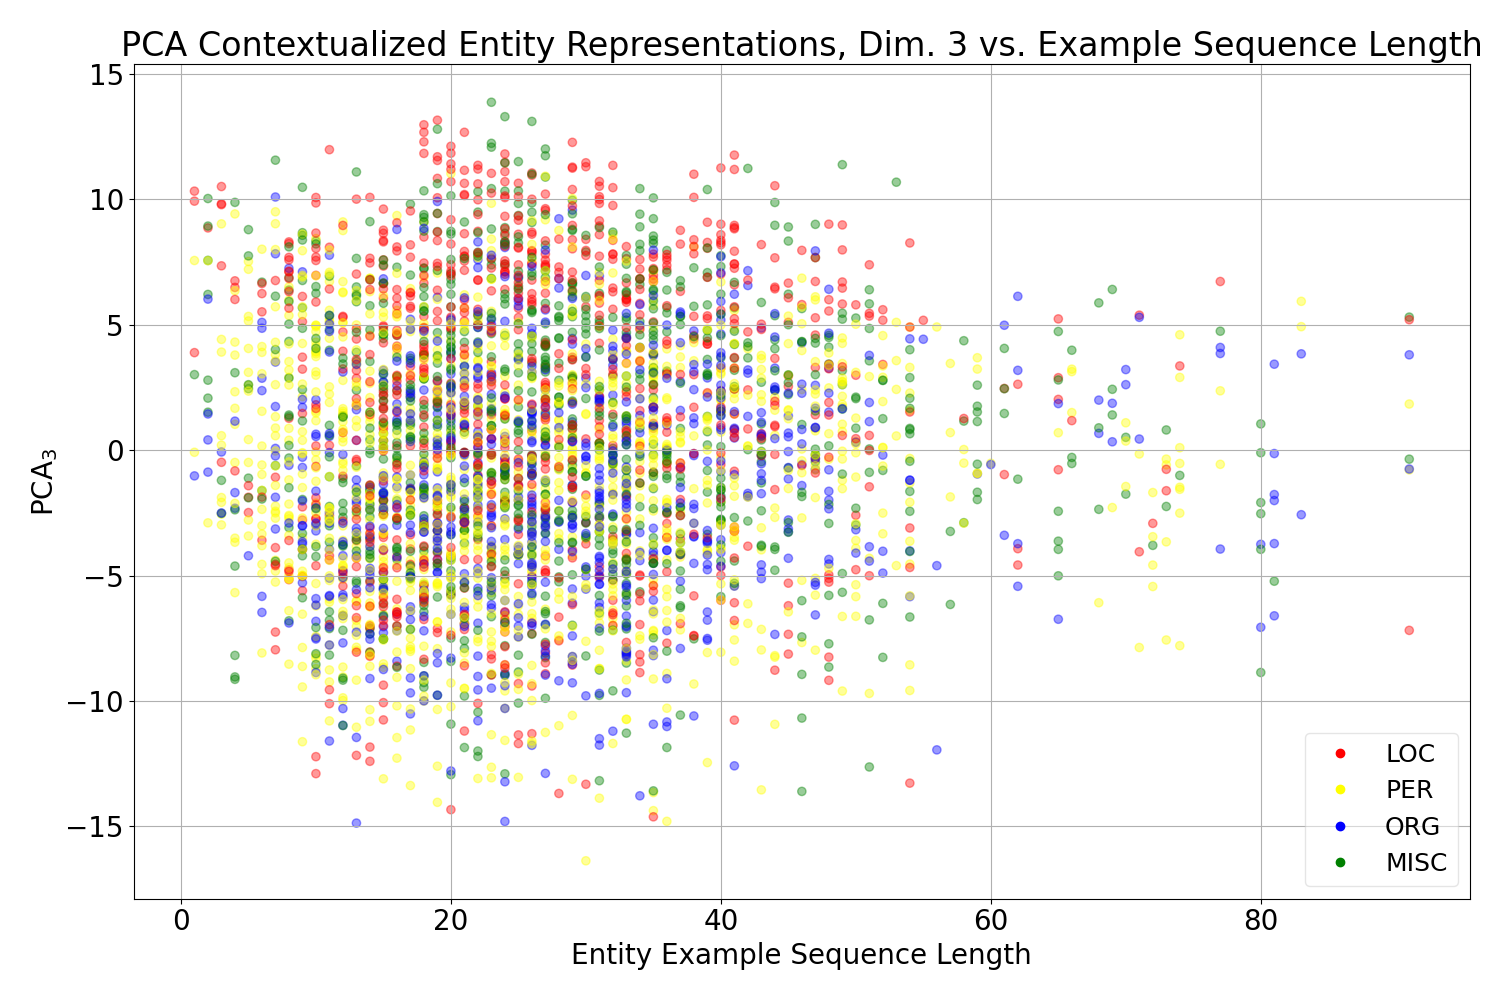 PCA Contextualized Entity Representations, Dim. 3 vs. Example Sequence Length
15
10
5
0
−5
−10
−15
PCA₃
0 20 40 60 80
Entity Example Sequence Length
LOC
PER
ORG
MISC